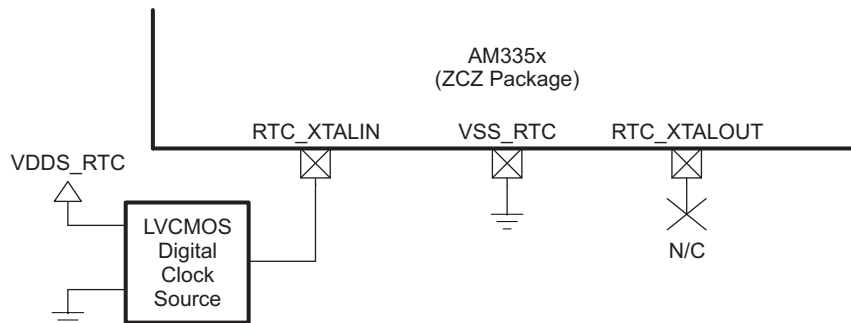 AM335x
(ZCZ Package)
RTC_XTALIN
VSS_RTC
RTC_XTALOUT
VDDS_RTC
LVCMOS
Digital
Clock
Source
N/C